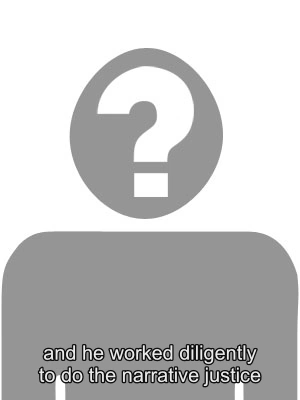 ?
and he worked diligently
to do the narrative justice